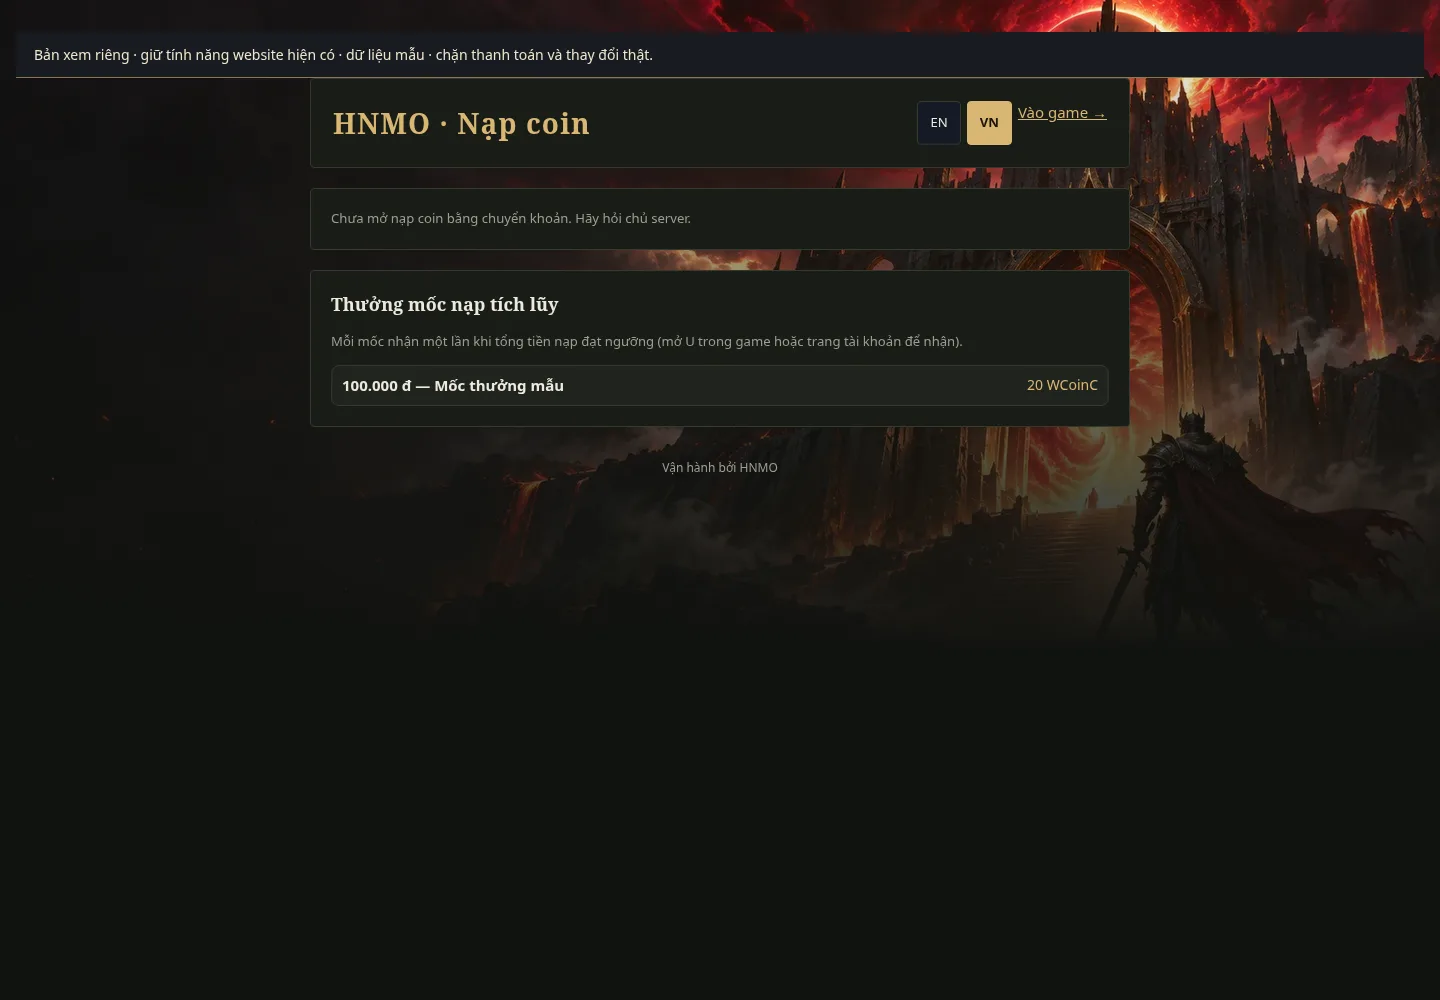 Bản xem riêng · giữ tính năng website hiện có · dữ liệu mẫu · chặn thanh toán và thay đổi thật.
HNMO · Nạp coin
EN
VN
Vào game →
Chưa mở nạp coin bằng chuyển khoản. Hãy hỏi chủ server.
Thưởng mốc nạp tích lũy
Mỗi mốc nhận một lần khi tổng tiền nạp đạt ngưỡng (mở U trong game hoặc trang tài khoản để nhận).
100.000 đ — Mốc thưởng mẫu
20 WCoinC
Vận hành bởi HNMO